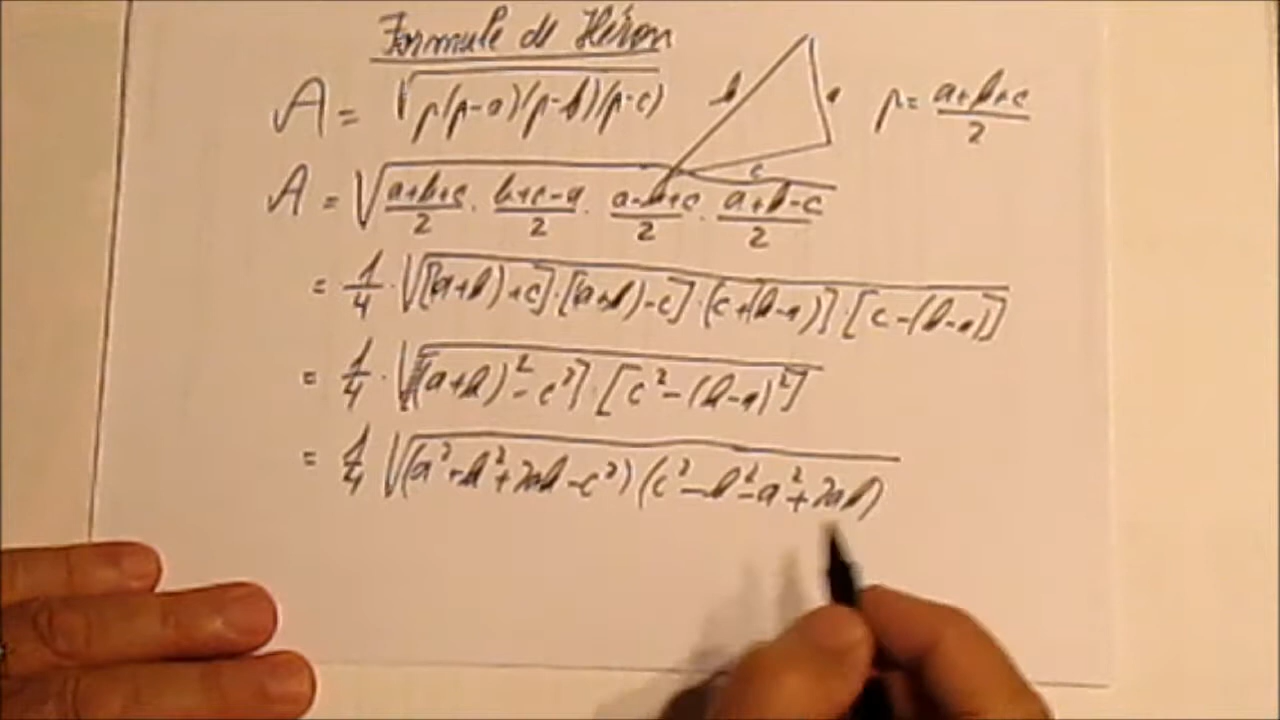 Formule de Héron
A = √p(p-a)(p-b)(p-c)
b a c
p = (a+b+c)/2
A = √(a+b+c)/2 · (b+c-a)/2 · (a-b+c)/2 · (a+b-c)/2
= 1/4 · √[(a+b)+c]·[(a+b)-c]·[c+(b-a)]·[c-(b-a)]
= 1/4 · √[(a+b)²-c²]·[c²-(b-a)²]
= 1/4 √(a²+b²+2ab-c²)(c²-b²-a²+2ab)